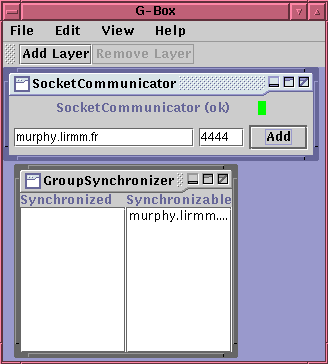 G-Box
File Edit View Help
Add Layer Remove Layer
SocketCommunicator
SocketCommunicator (ok)
murphy.lirmm.fr 4444 Add
GroupSynchronizer
Synchronized Synchronizable
murphy.lirmm....